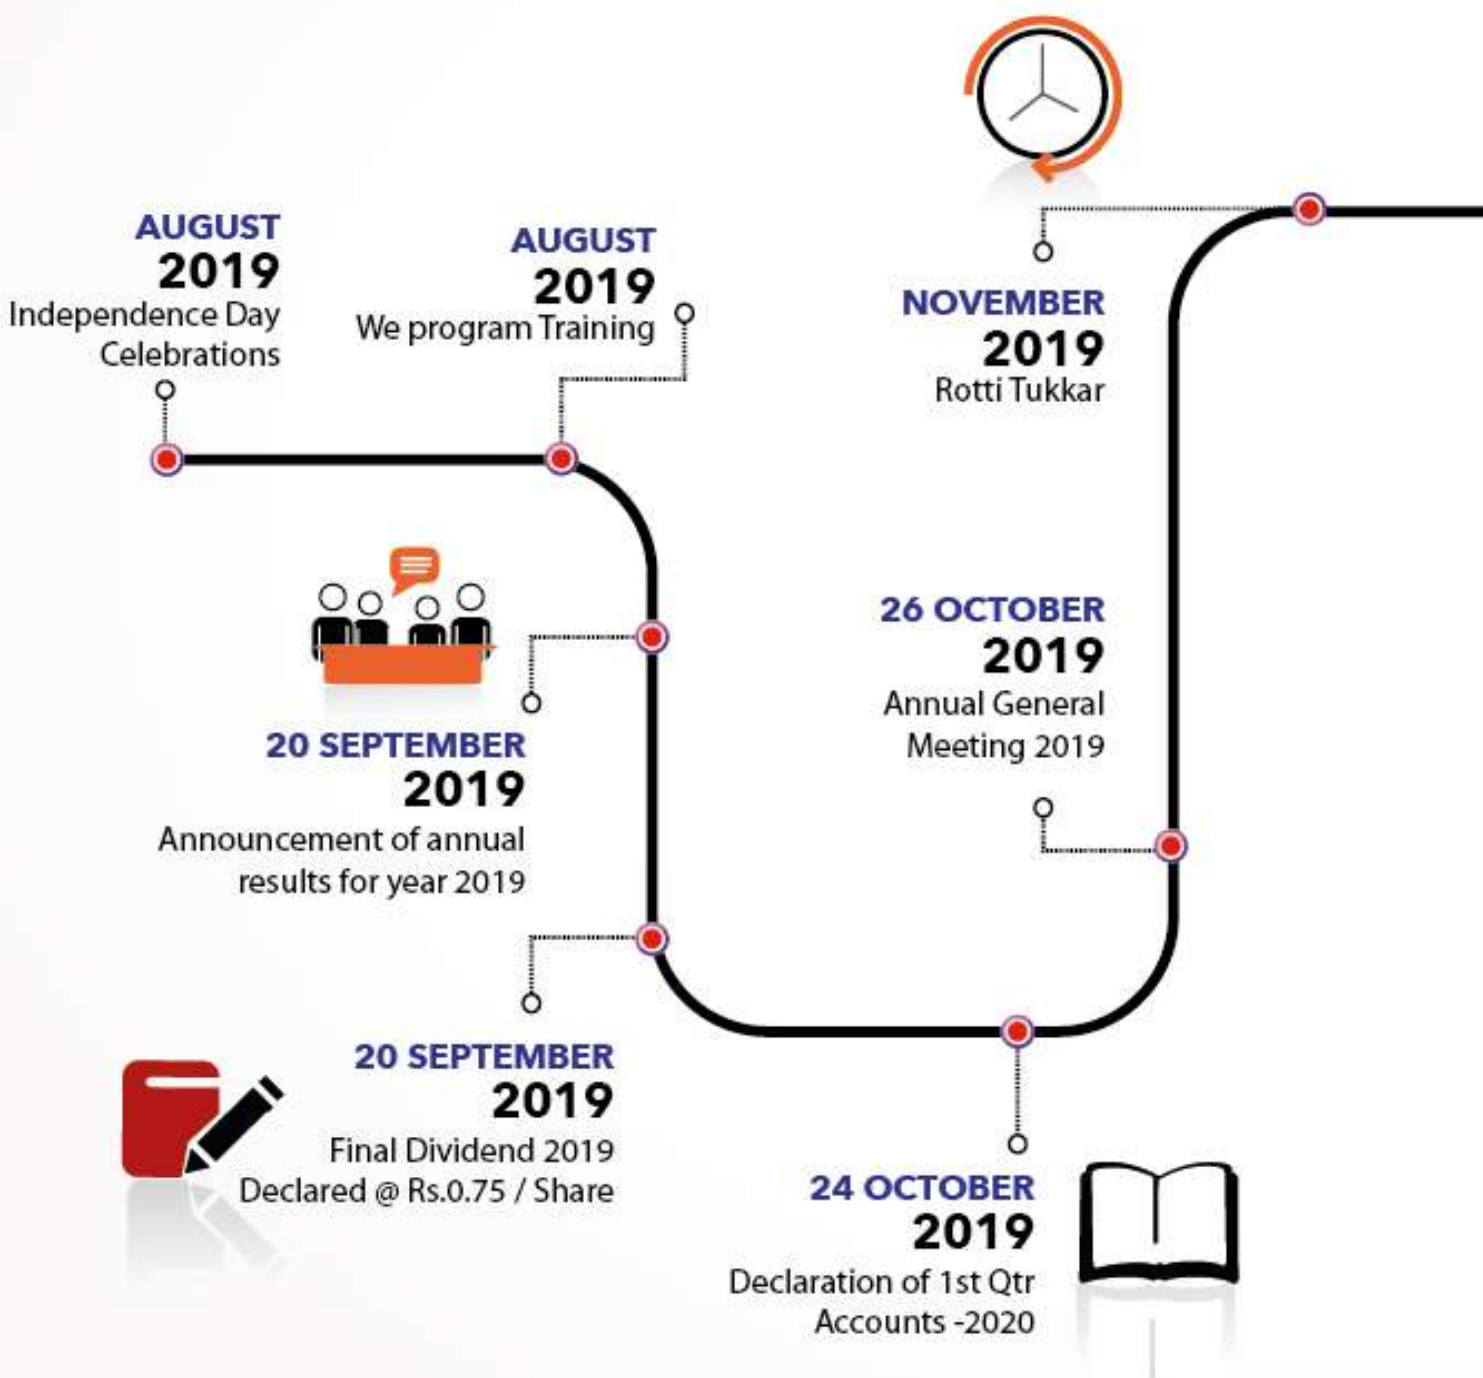 AUGUST
2019
Independence Day
Celebrations
AUGUST
2019
We program Training
20 SEPTEMBER
2019
Announcement of annual
results for year 2019
20 SEPTEMBER
2019
Final Dividend 2019
Declared @ Rs.0.75 / Share
24 OCTOBER
2019
Declaration of 1st Qtr
Accounts -2020
26 OCTOBER
2019
Annual General
Meeting 2019
NOVEMBER
2019
Rotti Tukkar